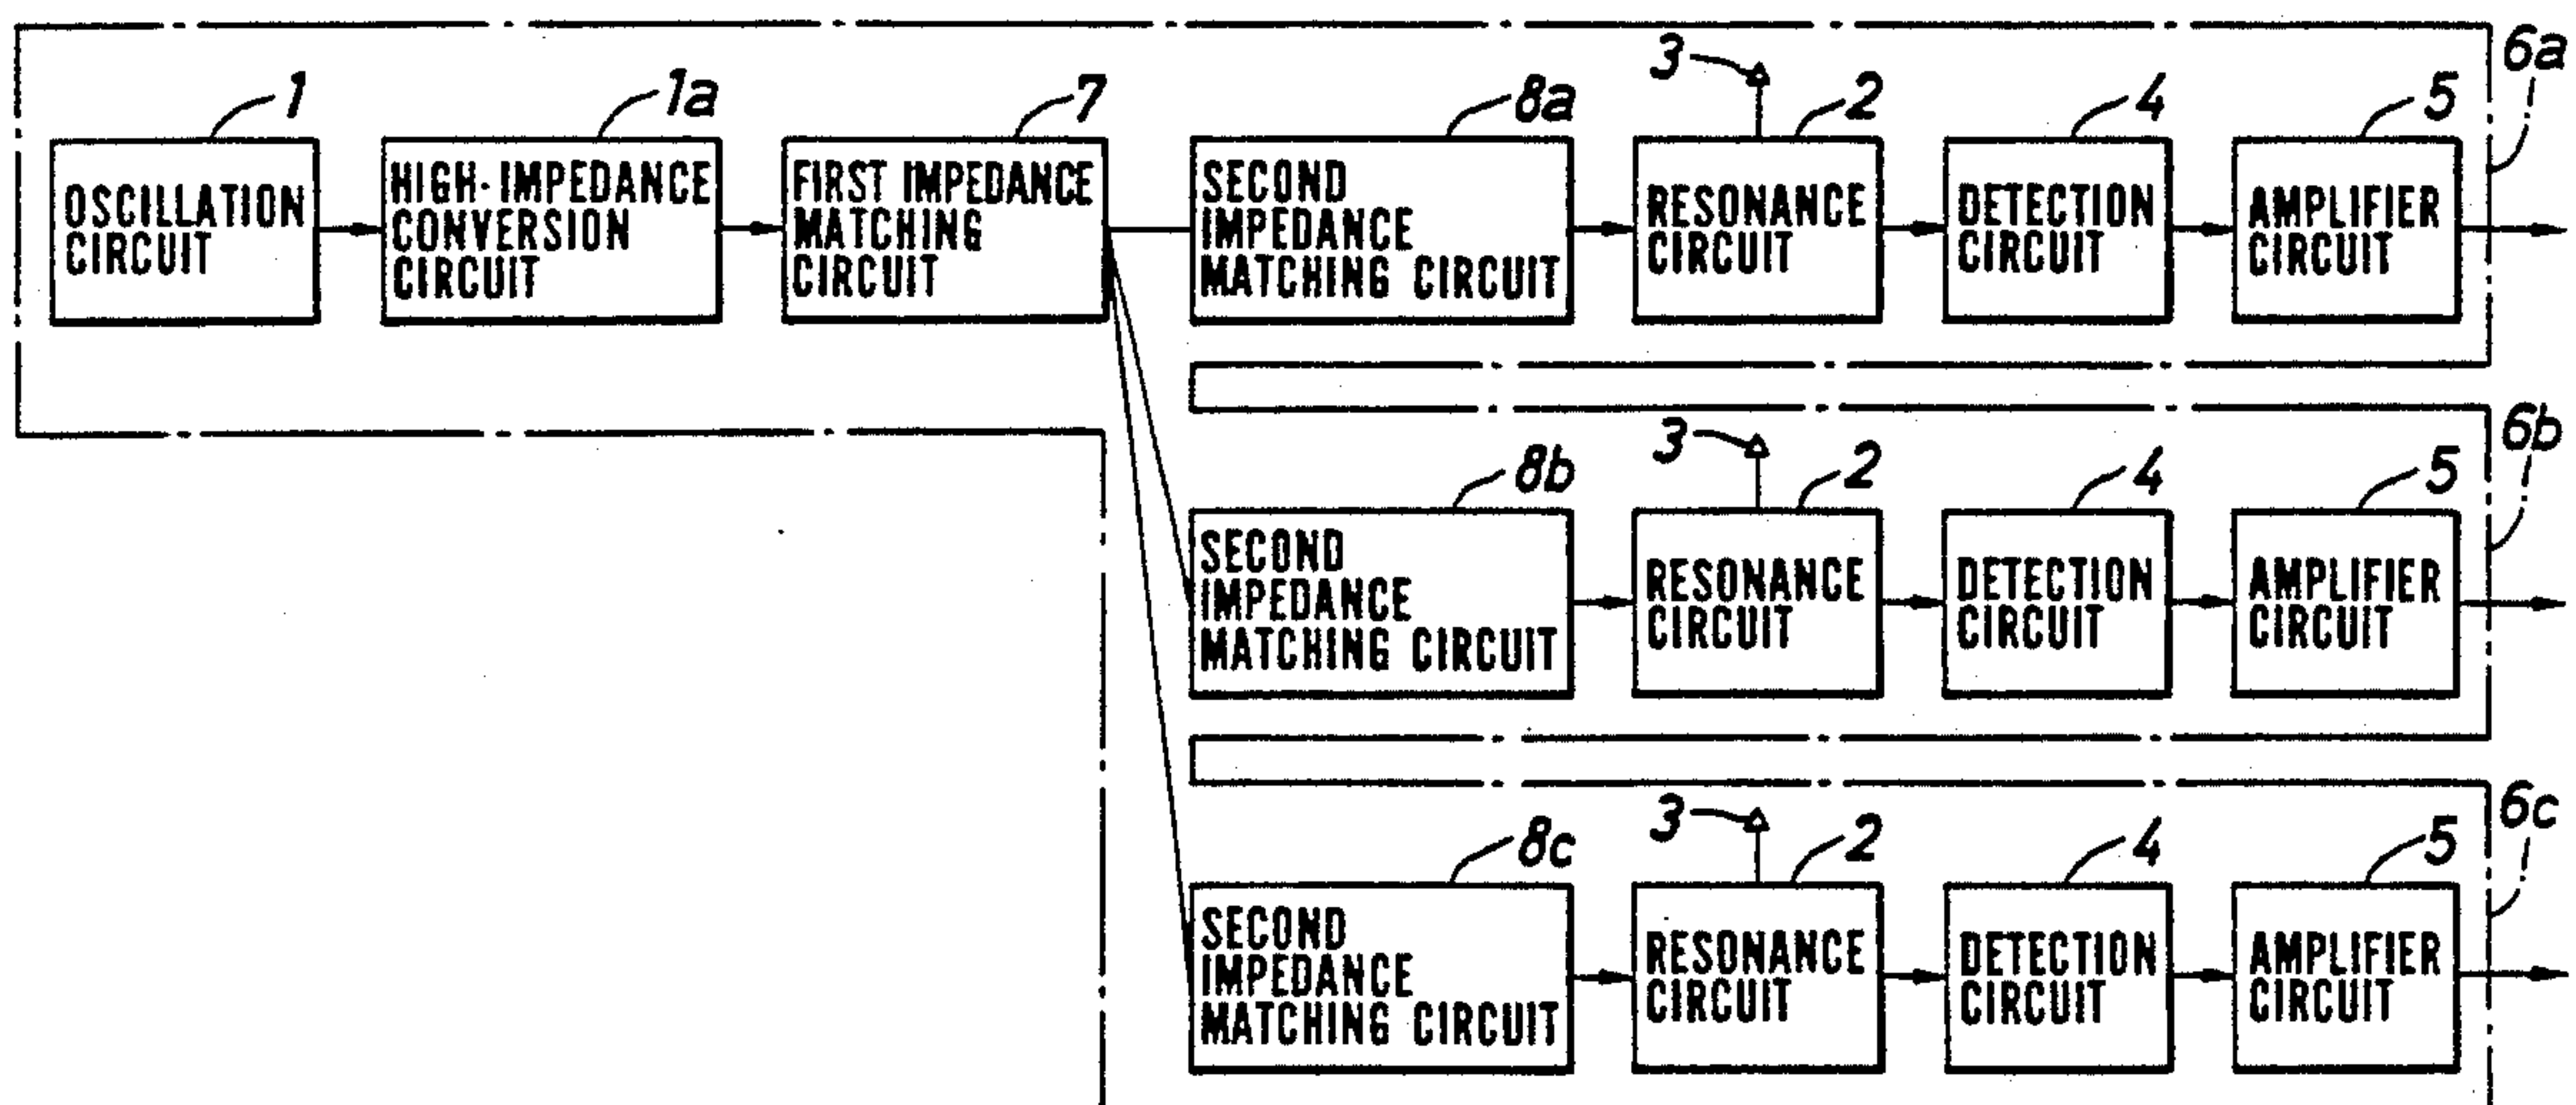 1
1a
7
8a
3
2
4
5
6a
OSCILLATION
CIRCUIT
HIGH-IMPEDANCE
CONVERSION
CIRCUIT
FIRST IMPEDANCE
MATCHING
CIRCUIT
SECOND
IMPEDANCE
MATCHING CIRCUIT
RESONANCE
CIRCUIT
DETECTION
CIRCUIT
AMPLIFIER
CIRCUIT
8b
3
2
4
5
6b
SECOND
IMPEDANCE
MATCHING CIRCUIT
RESONANCE
CIRCUIT
DETECTION
CIRCUIT
AMPLIFIER
CIRCUIT
8c
3
2
4
5
6c
SECOND
IMPEDANCE
MATCHING CIRCUIT
RESONANCE
CIRCUIT
DETECTION
CIRCUIT
AMPLIFIER
CIRCUIT